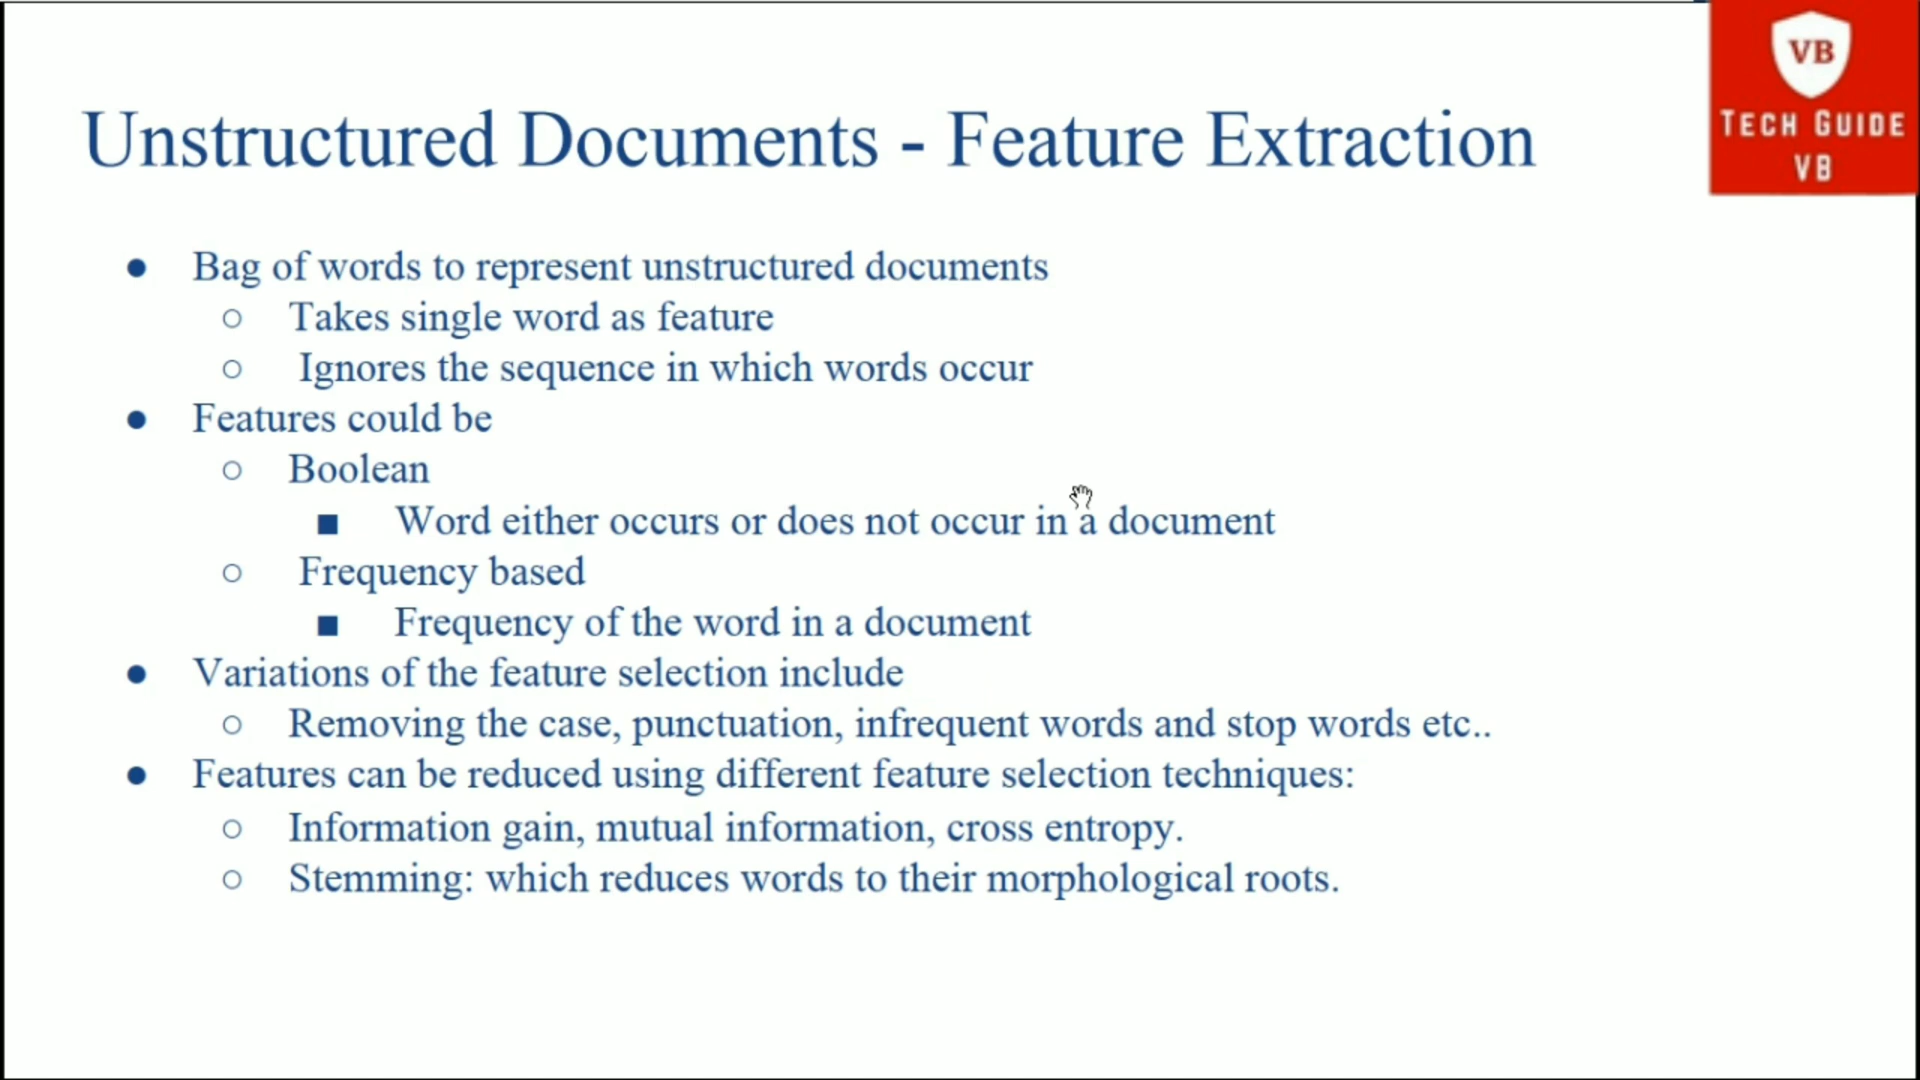 VB
TECH GUIDE
VB
Unstructured Documents - Feature Extraction
● Bag of words to represent unstructured documents
○ Takes single word as feature
○ Ignores the sequence in which words occur
● Features could be
○ Boolean
■ Word either occurs or does not occur in a document
○ Frequency based
■ Frequency of the word in a document
● Variations of the feature selection include
○ Removing the case, punctuation, infrequent words and stop words etc..
● Features can be reduced using different feature selection techniques:
○ Information gain, mutual information, cross entropy.
○ Stemming: which reduces words to their morphological roots.